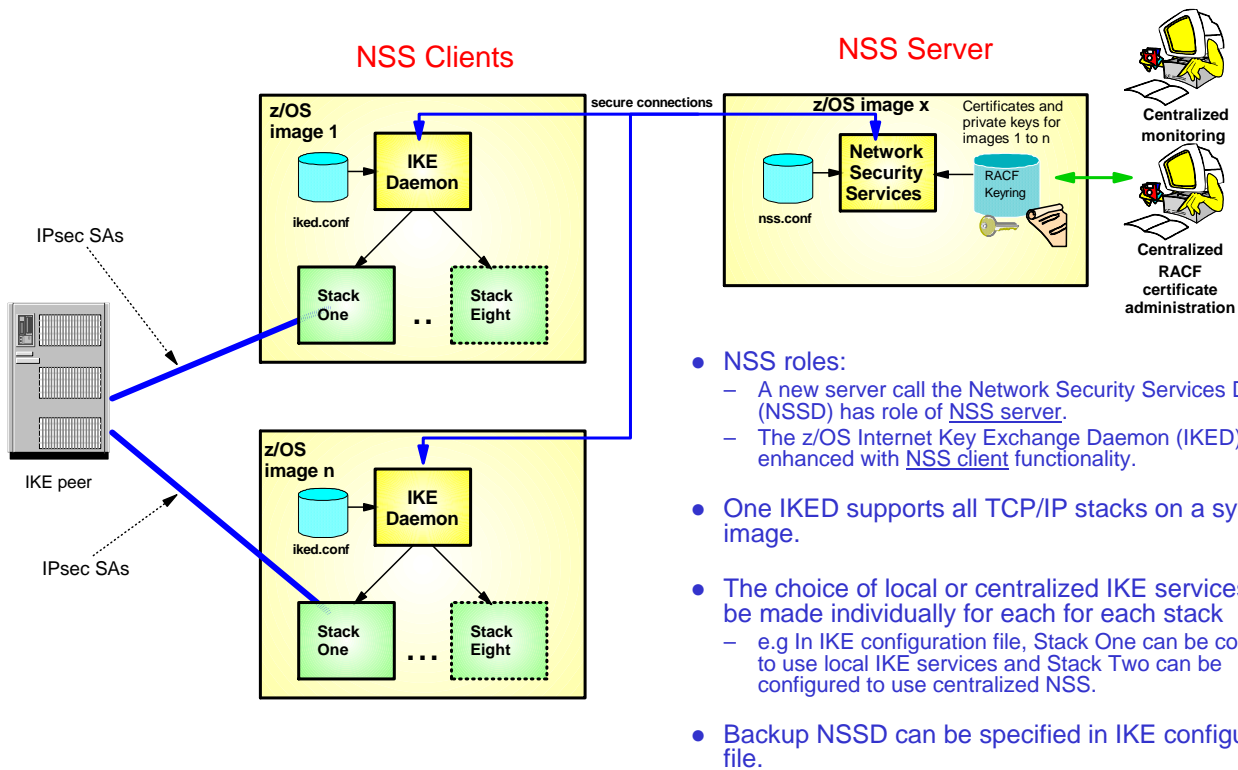 NSS Clients
NSS Server
z/OS
image 1
IKE
Daemon
iked.conf
Stack
One
..
Stack
Eight
secure connections
z/OS image x
Certificates and
private keys for
images 1 to n
Network
Security
Services
RACF
Keyring
nss.conf
Centralized
monitoring
Centralized
RACF
certificate
administration
IPsec SAs
IKE peer
IPsec SAs
z/OS
image n
IKE
Daemon
iked.conf
Stack
One
...
Stack
Eight
● NSS roles:
– A new server call the Network Security Services D
(NSSD) has role of NSS server.
– The z/OS Internet Key Exchange Daemon (IKED)
enhanced with NSS client functionality.
● One IKED supports all TCP/IP stacks on a sy
image.
● The choice of local or centralized IKE services
be made individually for each for each stack
– e.g In IKE configuration file, Stack One can be co
to use local IKE services and Stack Two can be
configured to use centralized NSS.
● Backup NSSD can be specified in IKE configu
file.